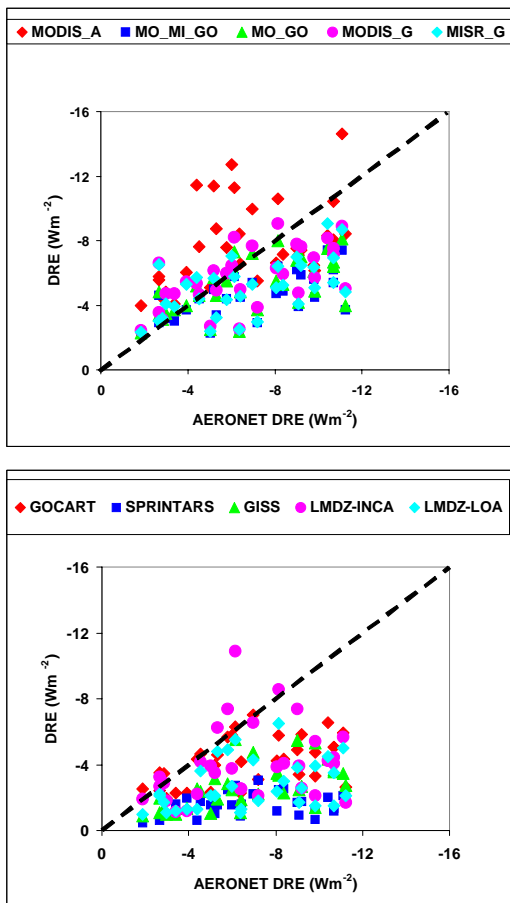 MODIS_A MO_MI_GO MO_GO MODIS_G MISR_G
-16
-12
-8
-4
0
DRE (Wm-2)
0 -4 -8 -12 -16
AERONET DRE (Wm-2)
GOCART SPRINTARS GISS LMDZ-INCA LMDZ-LOA
-16
-12
-8
-4
0
DRE (Wm-2)
0 -4 -8 -12 -16
AERONET DRE (Wm-2)